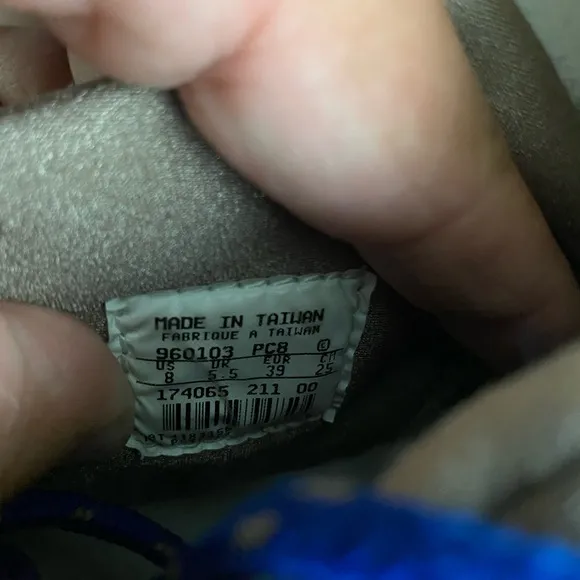 MADE IN TAIWAN
FABRIQUE A TAIWAN
960103 PC8 ©
US UK EUR CM
8 5.5 39 25
174065 211 00